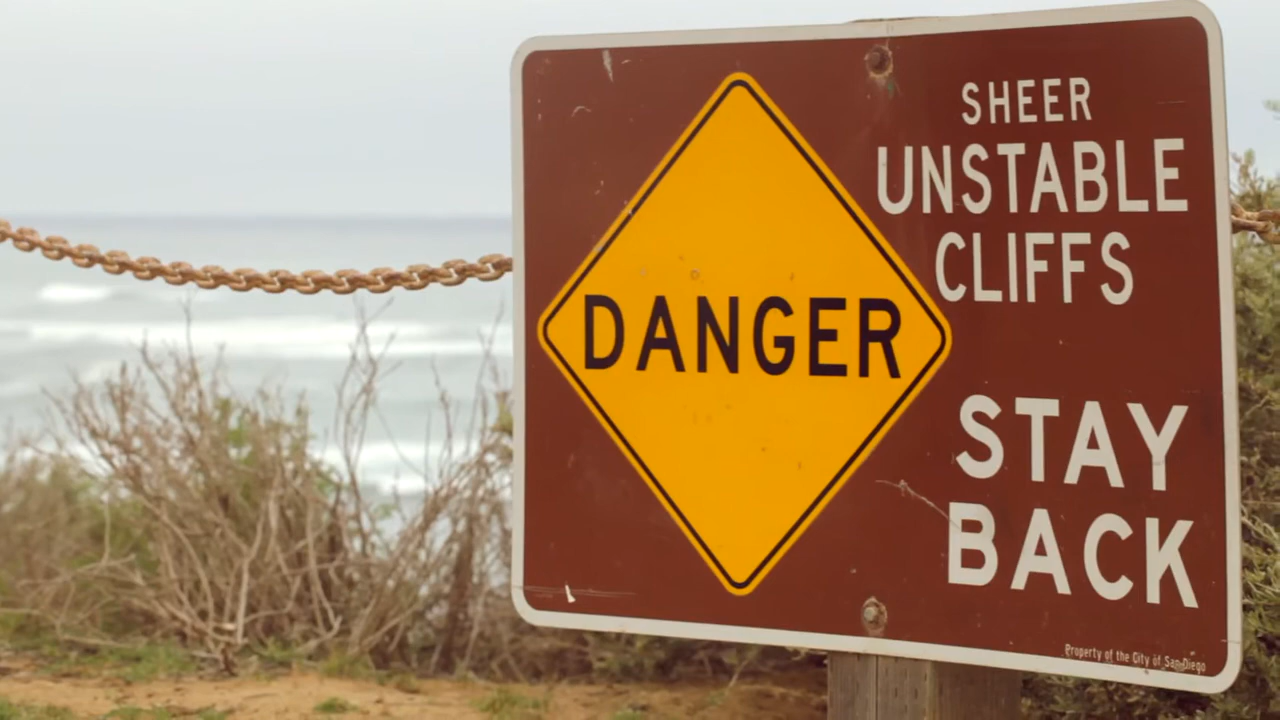 DANGER
SHEER
UNSTABLE
CLIFFS
STAY
BACK
Property of the City of San Diego